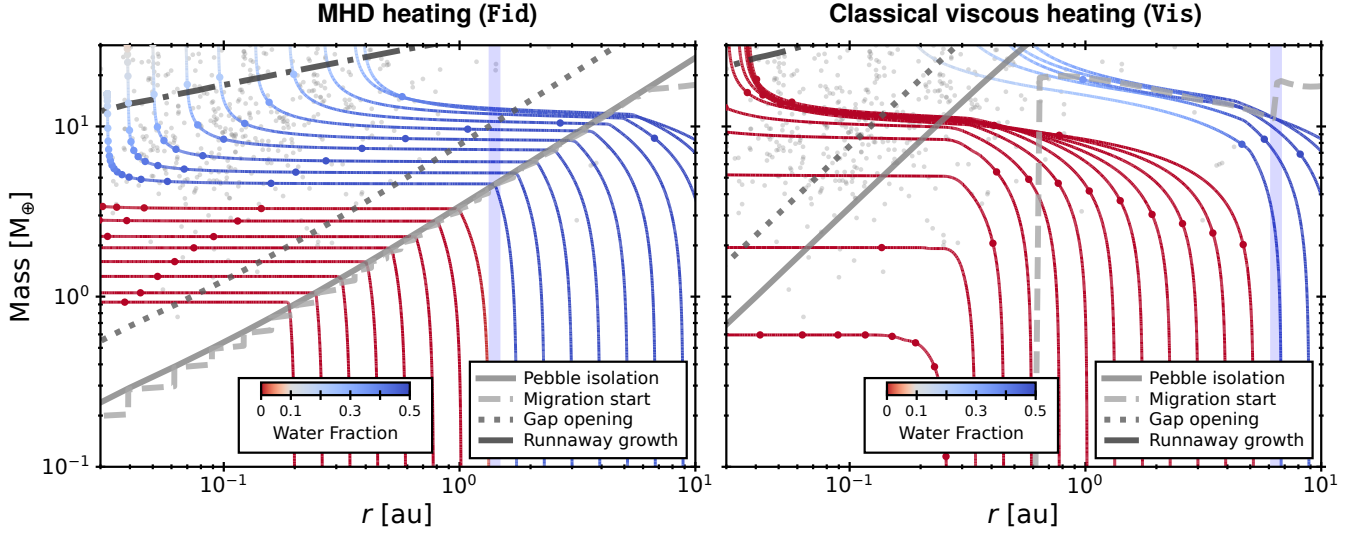 MHD heating (Fid)
Classical viscous heating (Vis)
Mass [M⊕]
10¹
10⁰
10⁻¹
10⁻¹
10⁰
10¹
r [au]
0
0.1
0.3
0.5
Water Fraction
Pebble isolation
Migration start
Gap opening
Runnaway growth
10⁻¹
10⁰
10¹
r [au]
0
0.1
0.3
0.5
Water Fraction
Pebble isolation
Migration start
Gap opening
Runnaway growth